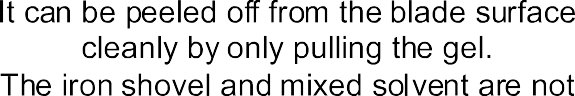 It can be peeled off from the blade surface
cleanly by only pulling the gel.
The iron shovel and mixed solvent are not